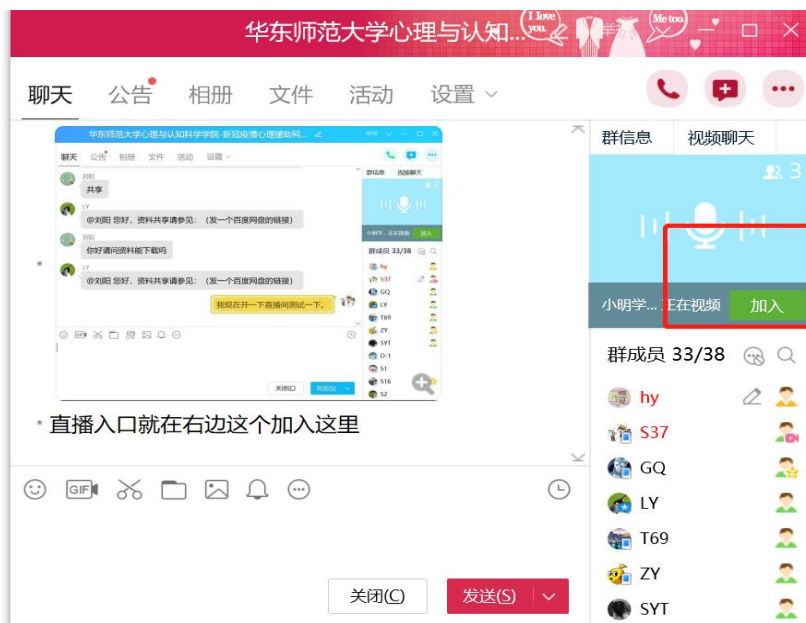 华东师范大学心理与认知...
I love you.
Me too
聊天 公告 相册 文件 活动 设置
群信息 视频聊天
3
华东师范大学心理与认知科学学院-新冠疫情心理援助网...
聊天 公告 相册 文件 活动 设置
群信息 视频聊天
刘阳
共享
LY
@刘阳 您好，资料共享请参见：（发一个百度网盘的链接）
刘阳
你好请问资料能下载吗
LY
@刘阳 您好，资料共享请参见：（发一个百度网盘的链接）
我现在开一下直播间测试一下。
GIF
关闭(C) 发送(S)
2
小明学... 正在视频 加入
群成员 33/38
hy
S37
GQ
LY
T69
ZY
SYT
D-1
S1
S16
S2
直播入口就在右边这个加入这里
GIF
关闭(C) 发送(S)
小明学... 正在视频 加入
群成员 33/38
hy
S37
GQ
LY
T69
ZY
SYT